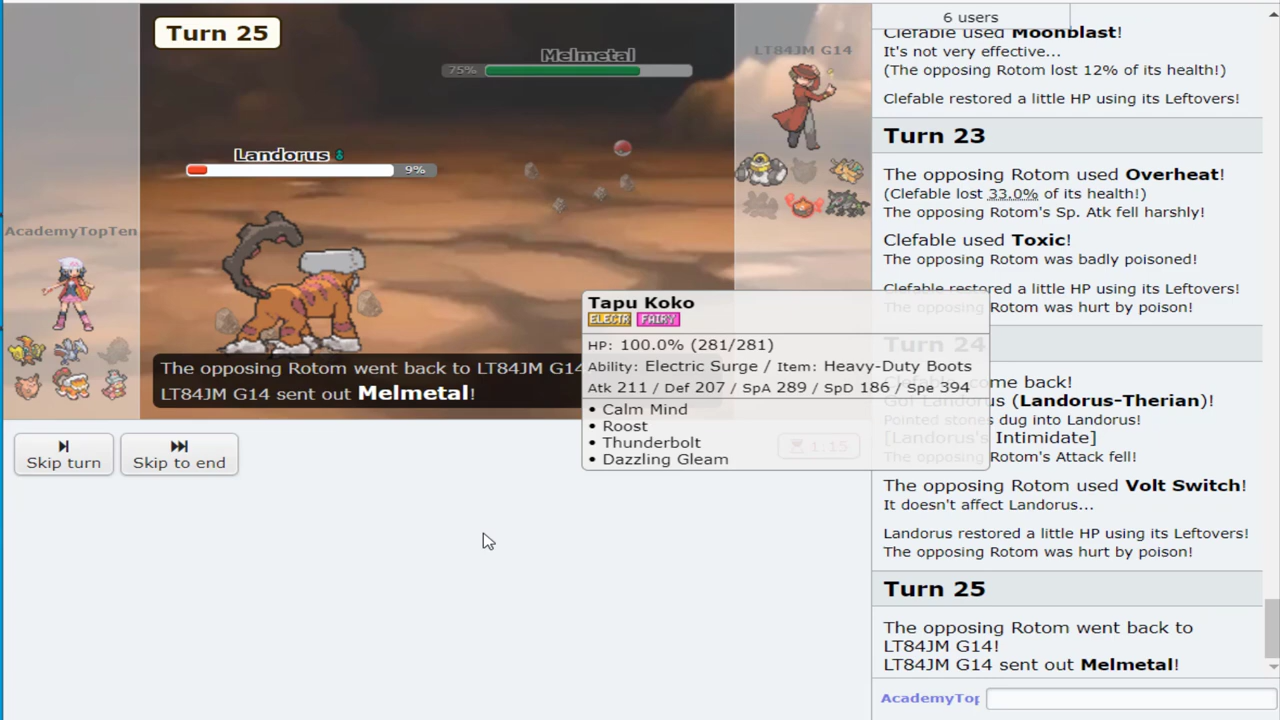 Turn 25
Melmetal
75%
LT84JM G14
Landorus
9%
AcademyTopTen
The opposing Rotom went back to LT84JM G14
LT84JM G14 sent out Melmetal!
Skip turn
Skip to end
Tapu Koko
ELECTR FAIRY
HP: 100.0% (281/281)
Ability: Electric Surge / Item: Heavy-Duty Boots
Atk 211 / Def 207 / SpA 289 / SpD 186 / Spe 394
• Calm Mind
• Roost
• Thunderbolt
• Dazzling Gleam
1.15
6 users
Clefable used Moonblast!
It's not very effective...
(The opposing Rotom lost 12% of its health!)
Clefable restored a little HP using its Leftovers!
Turn 23
The opposing Rotom used Overheat!
(Clefable lost 33.0% of its health!)
The opposing Rotom's Sp. Atk fell harshly!
Clefable used Toxic!
The opposing Rotom was badly poisoned!
Clefable restored a little HP using its Leftovers!
The opposing Rotom was hurt by poison!
Turn 24
come back!
Go! Landorus (Landorus-Therian)!
Pointed stones dug into Landorus!
[Landorus's Intimidate]
The opposing Rotom's Attack fell!
The opposing Rotom used Volt Switch!
It doesn't affect Landorus...
Landorus restored a little HP using its Leftovers!
The opposing Rotom was hurt by poison!
Turn 25
The opposing Rotom went back to
LT84JM G14!
LT84JM G14 sent out Melmetal!
AcademyTop